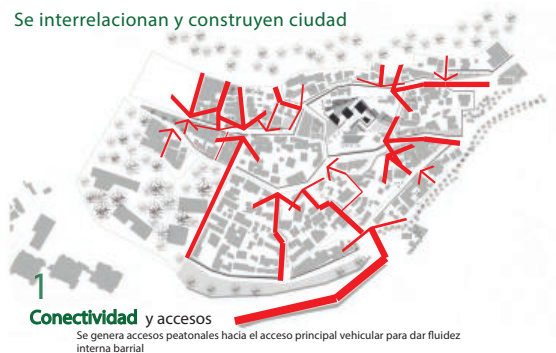 Se interrelacionan y construyen ciudad
1
Conectividad y accesos
Se genera accesos peatonales hacia el acceso principal vehicular para dar fluidez
interna barrial